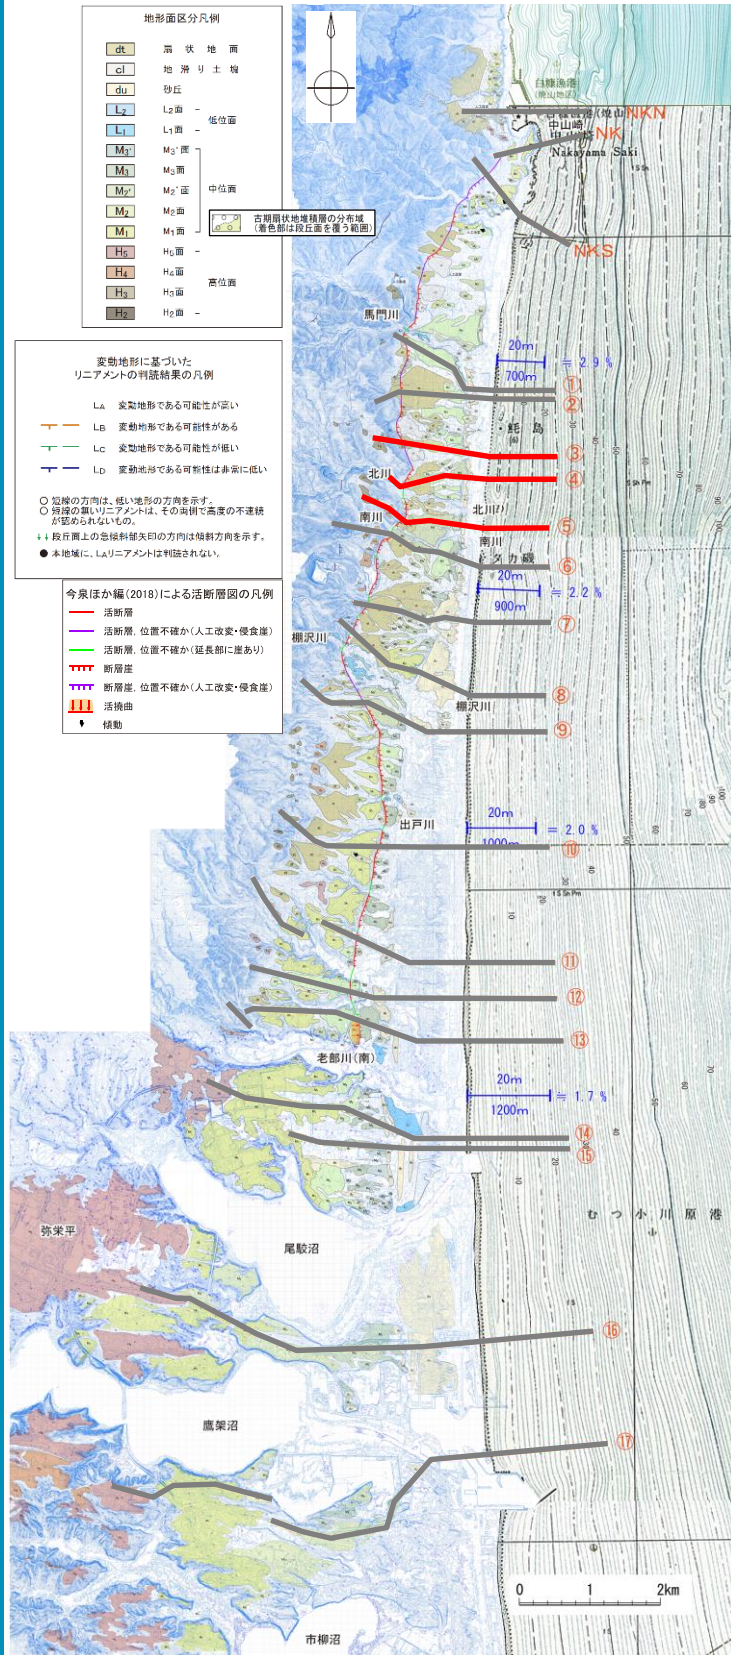 地形面区分凡例
dt 扇状地面
cl 地滑り土塊
du 砂丘
L₂ L₂面
低位面
L₁ L₁面
M₃' M₃'面
M₃ M₃面
M₂' M₂'面
中位面
M₂ M₂面
M₁ M₁面
H₅ H₅面
H₄ H₄面
高位面
H₃ H₃面
H₂ H₂面
古期扇状地堆積層の分布域
(着色部は段丘面を覆う範囲)
変動地形に基づいた
リニアメントの判読結果の凡例
LA 変動地形である可能性が高い
LB 変動地形である可能性がある
LC 変動地形である可能性が低い
LD 変動地形である可能性は非常に低い
○ 短線の方向は、低い地形の方向を示す。
○ 短線の無いリニアメントは、その両側で高度の不連続
が認められないもの。
↓↓ 段丘面上の急傾斜部矢印の方向は傾斜方向を示す。
● 本地域に、LAリニアメントは判読されない。
今泉ほか編(2018)による活断層図の凡例
活断層
活断層, 位置不確か(人工改変・侵食崖)
活断層, 位置不確か(延長部に崖あり)
断層崖
断層崖, 位置不確か(人工改変・侵食崖)
活撓曲
傾動
白糠漁港
(焼山地区)
NKN
中山崎
NK
Nakayama Saki
NKS
馬門川
20m
700m
≒ 2.9 %
①
②
③
④
⑤
⑥
北川
南川
北川
南川
タカ磯
20m
900m
≒ 2.2 %
⑦
棚沢川
⑧
棚沢川
⑨
出戸川
20m
1000m
= 2.0 %
⑩
⑪
⑫
⑬
老部川(南)
20m
1200m
≒ 1.7 %
⑭
⑮
むつ小川原港
弥栄平
尾駮沼
⑯
鷹架沼
⑰
0 1 2km
市柳沼